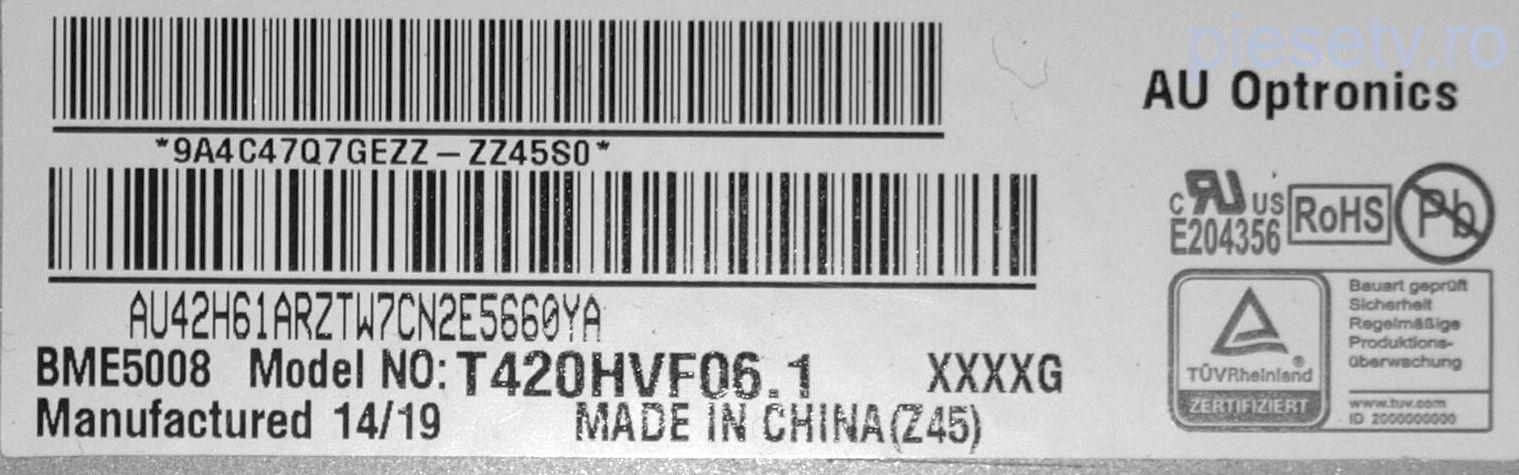 piesetv.ro
AU Optronics
*9A4C47Q7GEZZ-ZZ45S0*
AU42H61ARZTW7CN2E5660YA
BME5008 Model NO: T420HVF06.1 XXXXG
Manufactured 14/19 MADE IN CHINA(Z45)
c RU US
E204356
RoHS
Pb
Bauart geprüft
Sicherheit
Regelmäßige
Produktions-
überwachung
TÜVRheinland®
ZERTIFIZIERT
www.tuv.com
ID 2000000000